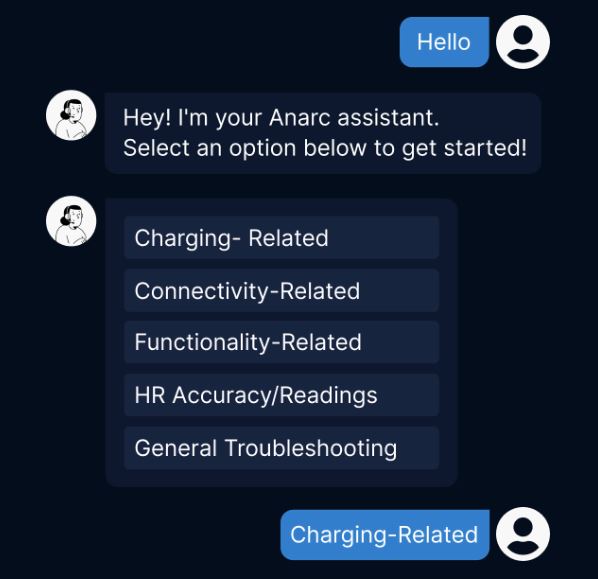 Hello
Hey! I'm your Anarc assistant.
Select an option below to get started!
Charging- Related
Connectivity-Related
Functionality-Related
HR Accuracy/Readings
General Troubleshooting
Charging-Related